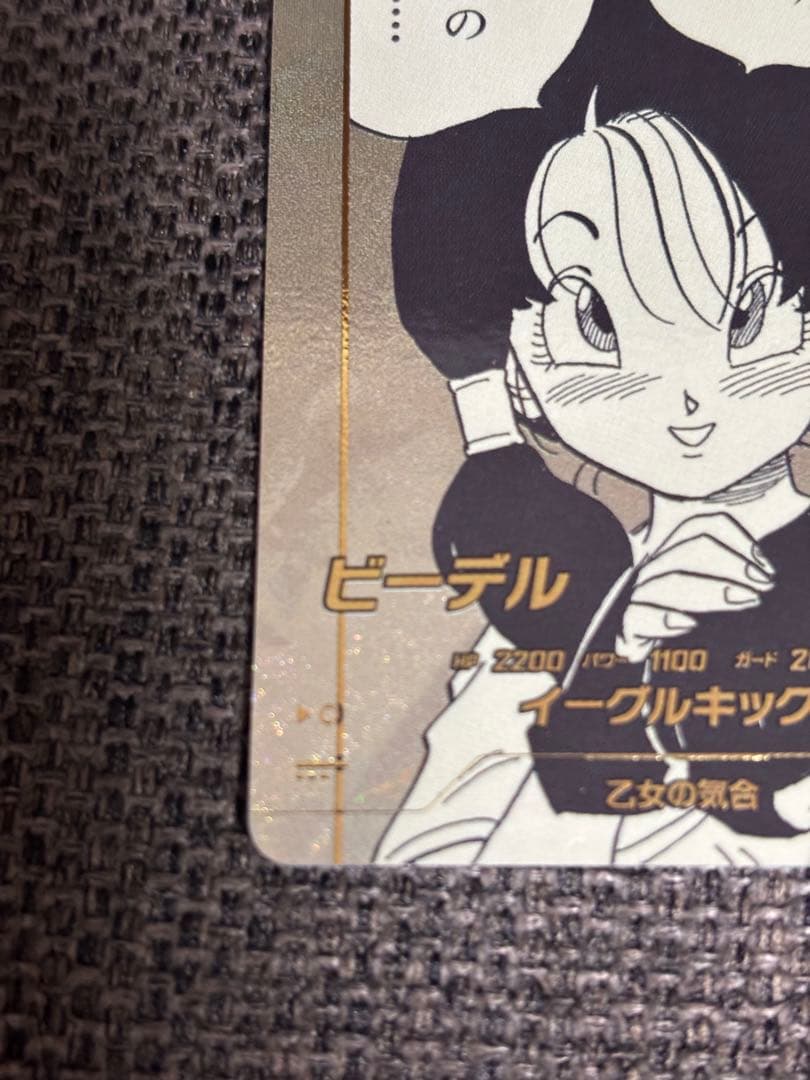 の
……
ビーデル
HP 2200 パワー 1100 ガード 2
イーグルキック
乙女の気合